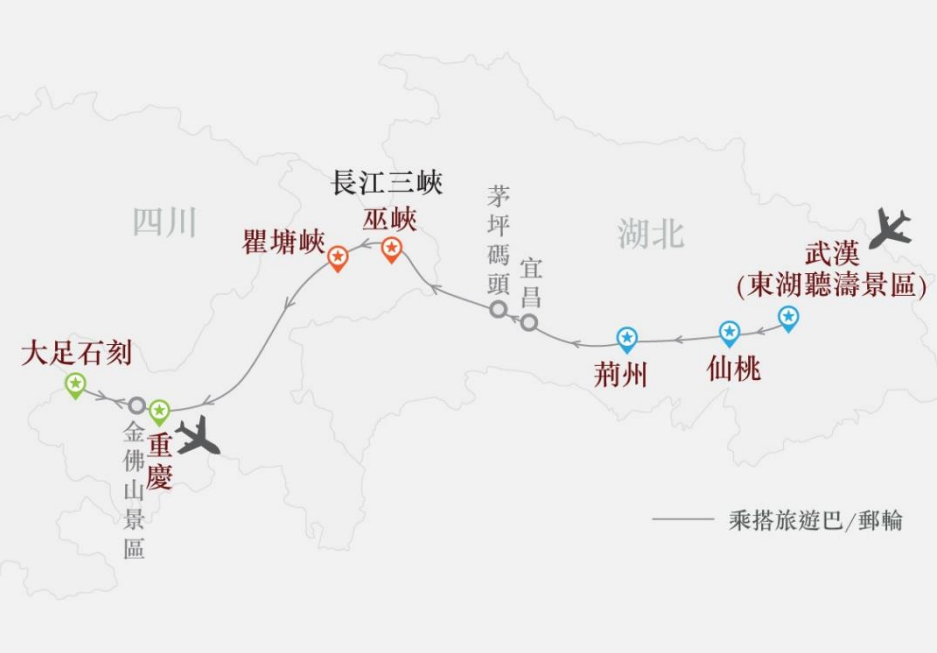 長江三峽
巫峽
瞿塘峽
四川
茅坪碼頭
宜昌
湖北
武漢
(東湖聽濤景區)
大足石刻
荊州
仙桃
金佛山景區
重慶
乘搭旅遊巴/郵輪